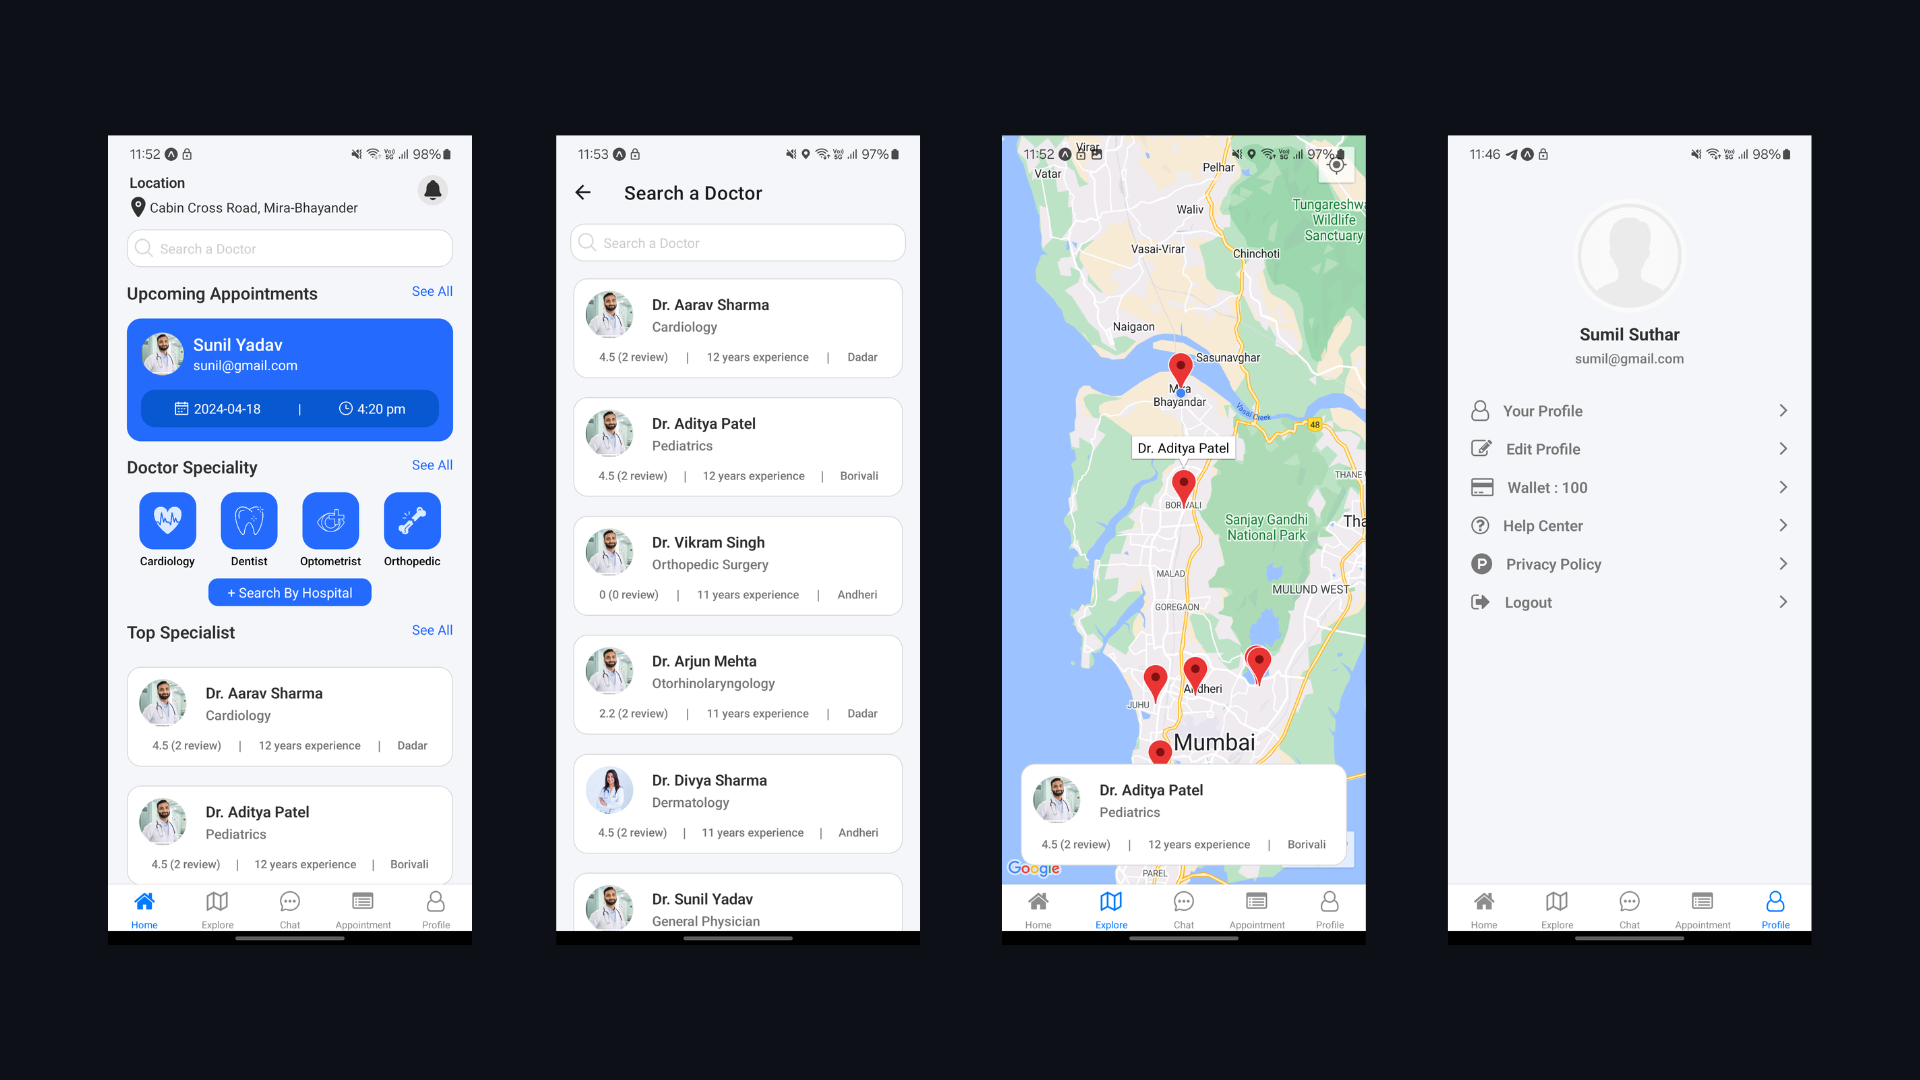 11:52
98%
Location
Cabin Cross Road, Mira-Bhayander
Search a Doctor
Upcoming Appointments
See All
Sunil Yadav
sunil@gmail.com
2024-04-18 | 4:20 pm
Doctor Speciality
See All
Cardiology
Dentist
Optometrist
Orthopedic
+ Search By Hospital
Top Specialist
See All
Dr. Aarav Sharma
Cardiology
4.5 (2 review) | 12 years experience | Dadar
Dr. Aditya Patel
Pediatrics
4.5 (2 review) | 12 years experience | Borivali
Home
Explore
Chat
Appointment
Profile
11:53
97%
Search a Doctor
Search a Doctor
Dr. Aarav Sharma
Cardiology
4.5 (2 review) | 12 years experience | Dadar
Dr. Aditya Patel
Pediatrics
4.5 (2 review) | 12 years experience | Borivali
Dr. Vikram Singh
Orthopedic Surgery
0 (0 review) | 11 years experience | Andheri
Dr. Arjun Mehta
Otorhinolaryngology
2.2 (2 review) | 11 years experience | Dadar
Dr. Divya Sharma
Dermatology
4.5 (2 review) | 11 years experience | Andheri
Dr. Sunil Yadav
General Physician
11:52
97%
Virar
Vatar
Pelhar
Tungareshwa
Wildlife
Sanctuary
Waliv
Vasai-Virar
Chinchoti
Naigaon
Sasunavghar
Mira
Bhayandar
Vasai Creek
48
Dr. Aditya Patel
THANE
BORIVALI
Sanjay Gandhi
National Park
Tha
MALAD
MULUND WEST
GOREGAON
Andheri
JUHU
Mumbai
Dr. Aditya Patel
Pediatrics
4.5 (2 review) | 12 years experience | Borivali
Google
PAREL
Home
Explore
Chat
Appointment
Profile
11:46
98%
Sumil Suthar
sumil@gmail.com
Your Profile
Edit Profile
Wallet : 100
Help Center
P Privacy Policy
Logout
Home
Explore
Chat
Appointment
Profile